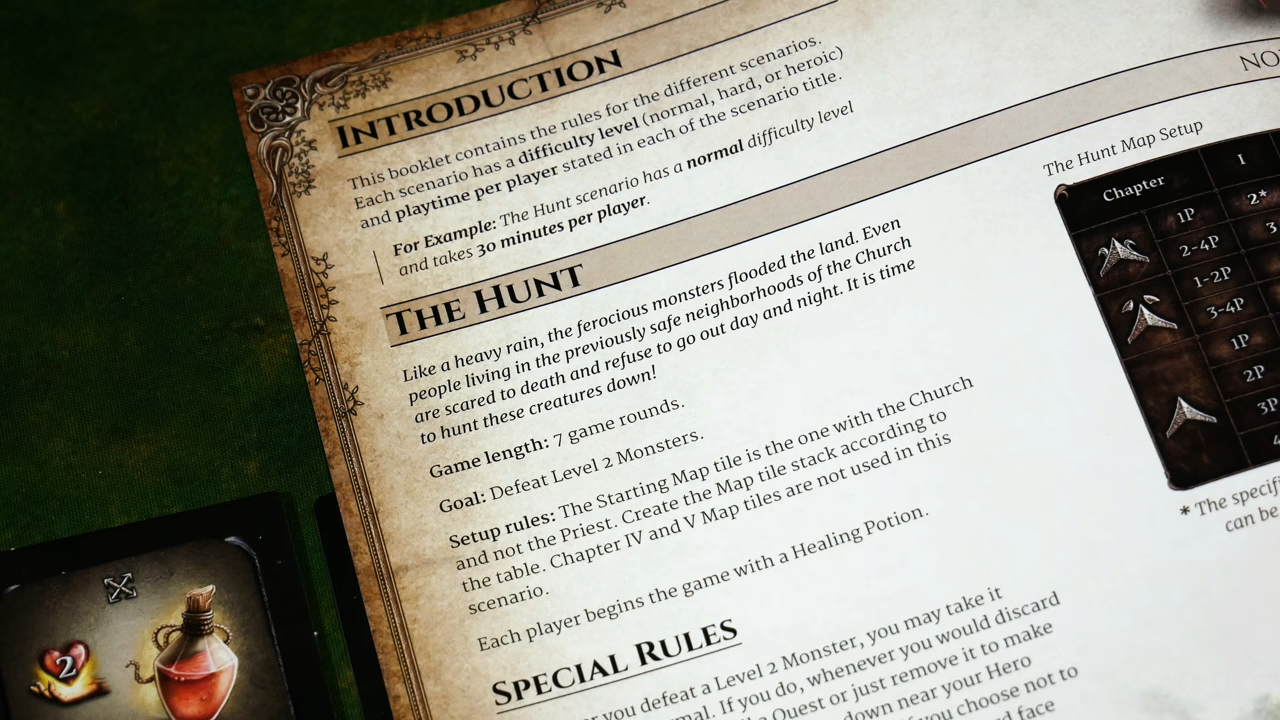 INTRODUCTION
This booklet contains the rules for the different scenarios.
Each scenario has a difficulty level (normal, hard, or heroic)
and playtime per player stated in each of the scenario title.
For Example: The Hunt scenario has a normal difficulty level
and takes 30 minutes per player.
THE HUNT
NO
Like a heavy rain, the ferocious monsters flooded the land. Even
people living in the previously safe neighborhoods of the Church
are scared to death and refuse to go out day and night. It is time
to hunt these creatures down!
Game length: 7 game rounds.
Goal: Defeat Level 2 Monsters.
Setup rules: The Starting Map tile is the one with the Church
and not the Priest. Create the Map tile stack according to
the table. Chapter IV and V Map tiles are not used in this
scenario.
Each player begins the game with a Healing Potion.
SPECIAL RULES
you defeat a Level 2 Monster, you may take it
If you do, whenever you would discard
Quest or just remove it to make
down near your Hero
you choose not to
face
The Hunt Map Setup
Chapter I
1P 2*
2-4P 3
1-2P
3-4P
1P
2P
3P
4
* The
can be
2